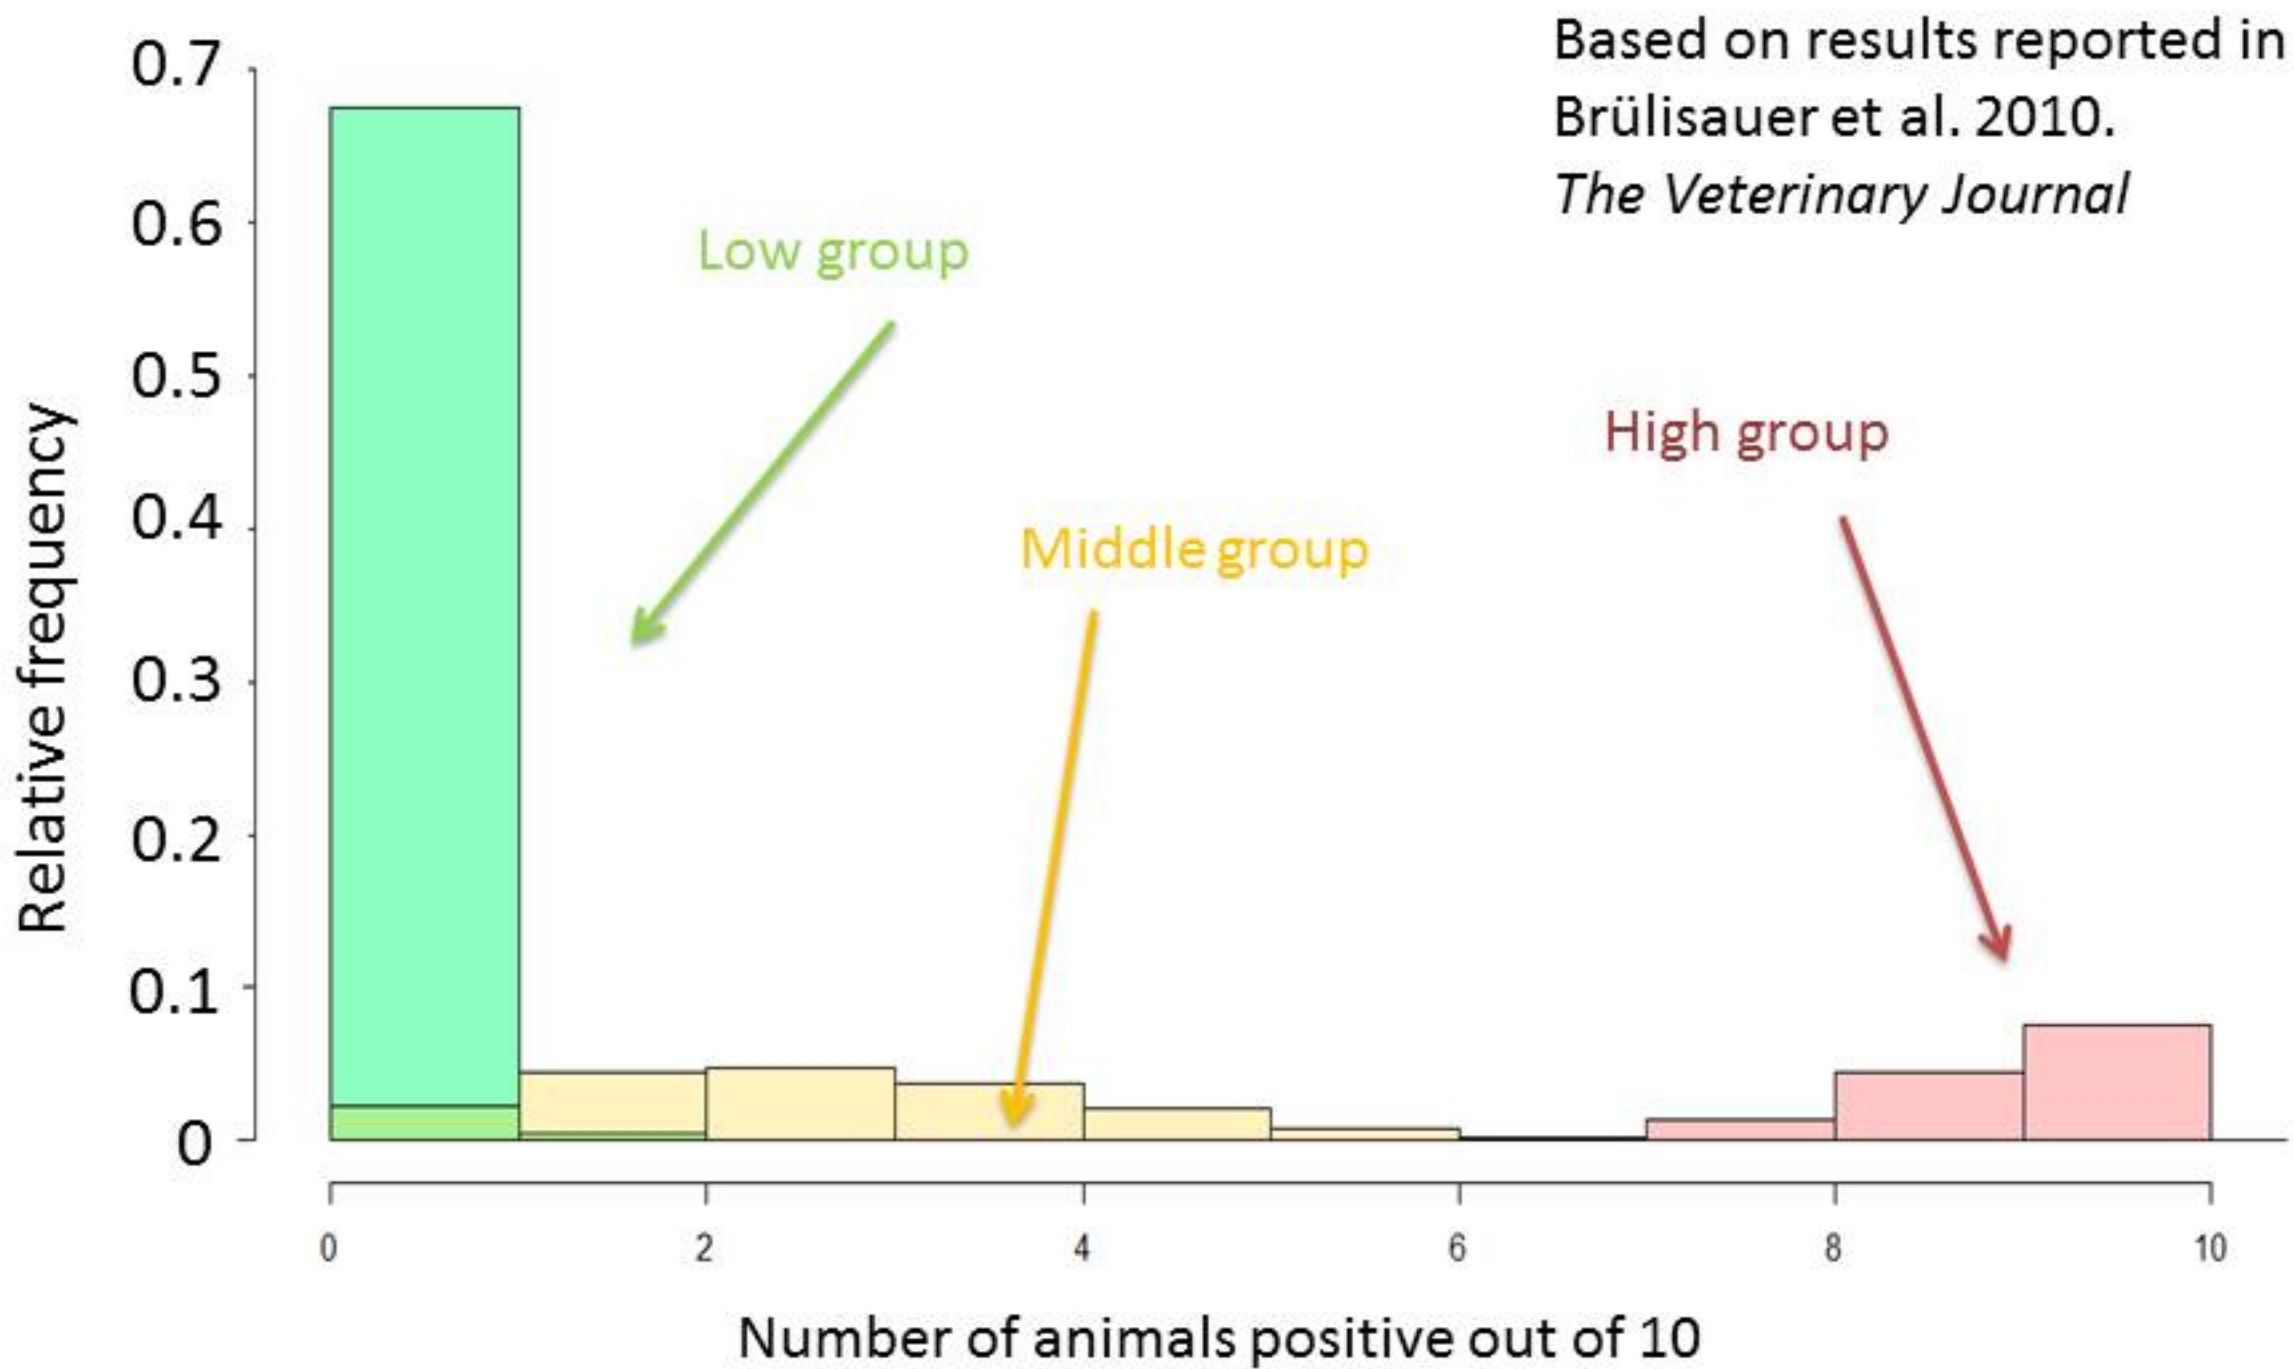 Based on results reported in
Brülisauer et al. 2010.
The Veterinary Journal
0.7
0.6
0.5
0.4
0.3
0.2
0.1
0
Relative frequency
Low group
Middle group
High group
0 2 4 6 8 10
Number of animals positive out of 10